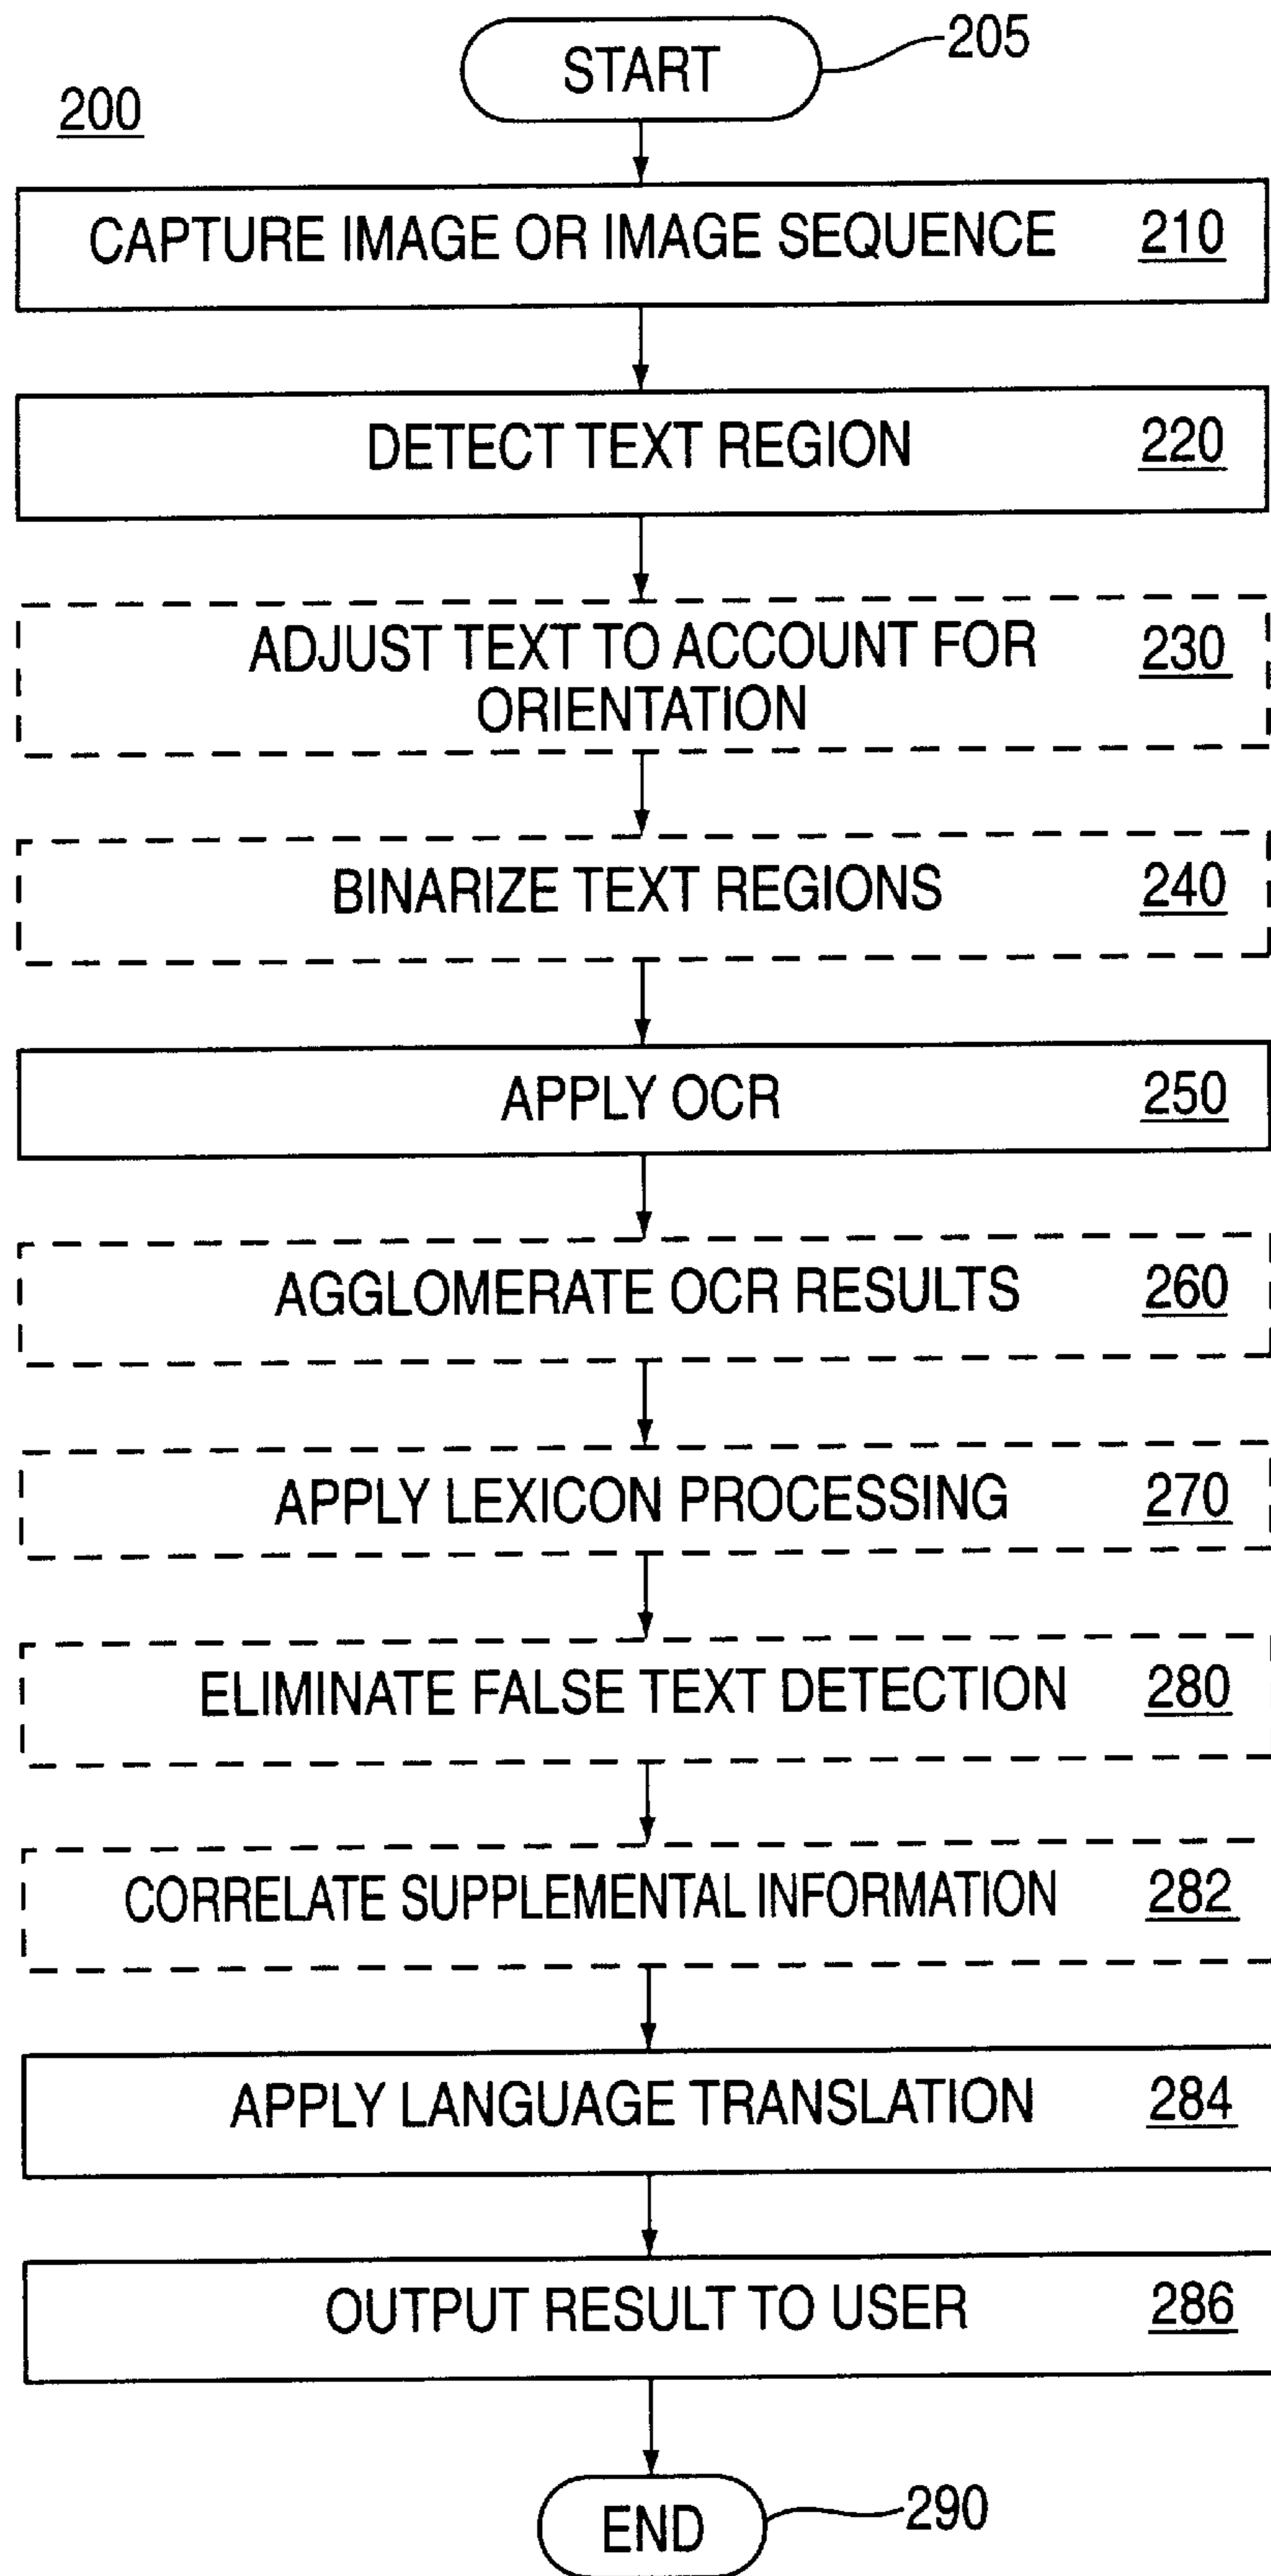 START
205
200
CAPTURE IMAGE OR IMAGE SEQUENCE 210
DETECT TEXT REGION 220
ADJUST TEXT TO ACCOUNT FOR 230
ORIENTATION
BINARIZE TEXT REGIONS 240
APPLY OCR 250
AGGLOMERATE OCR RESULTS 260
APPLY LEXICON PROCESSING 270
ELIMINATE FALSE TEXT DETECTION 280
CORRELATE SUPPLEMENTAL INFORMATION 282
APPLY LANGUAGE TRANSLATION 284
OUTPUT RESULT TO USER 286
END
290